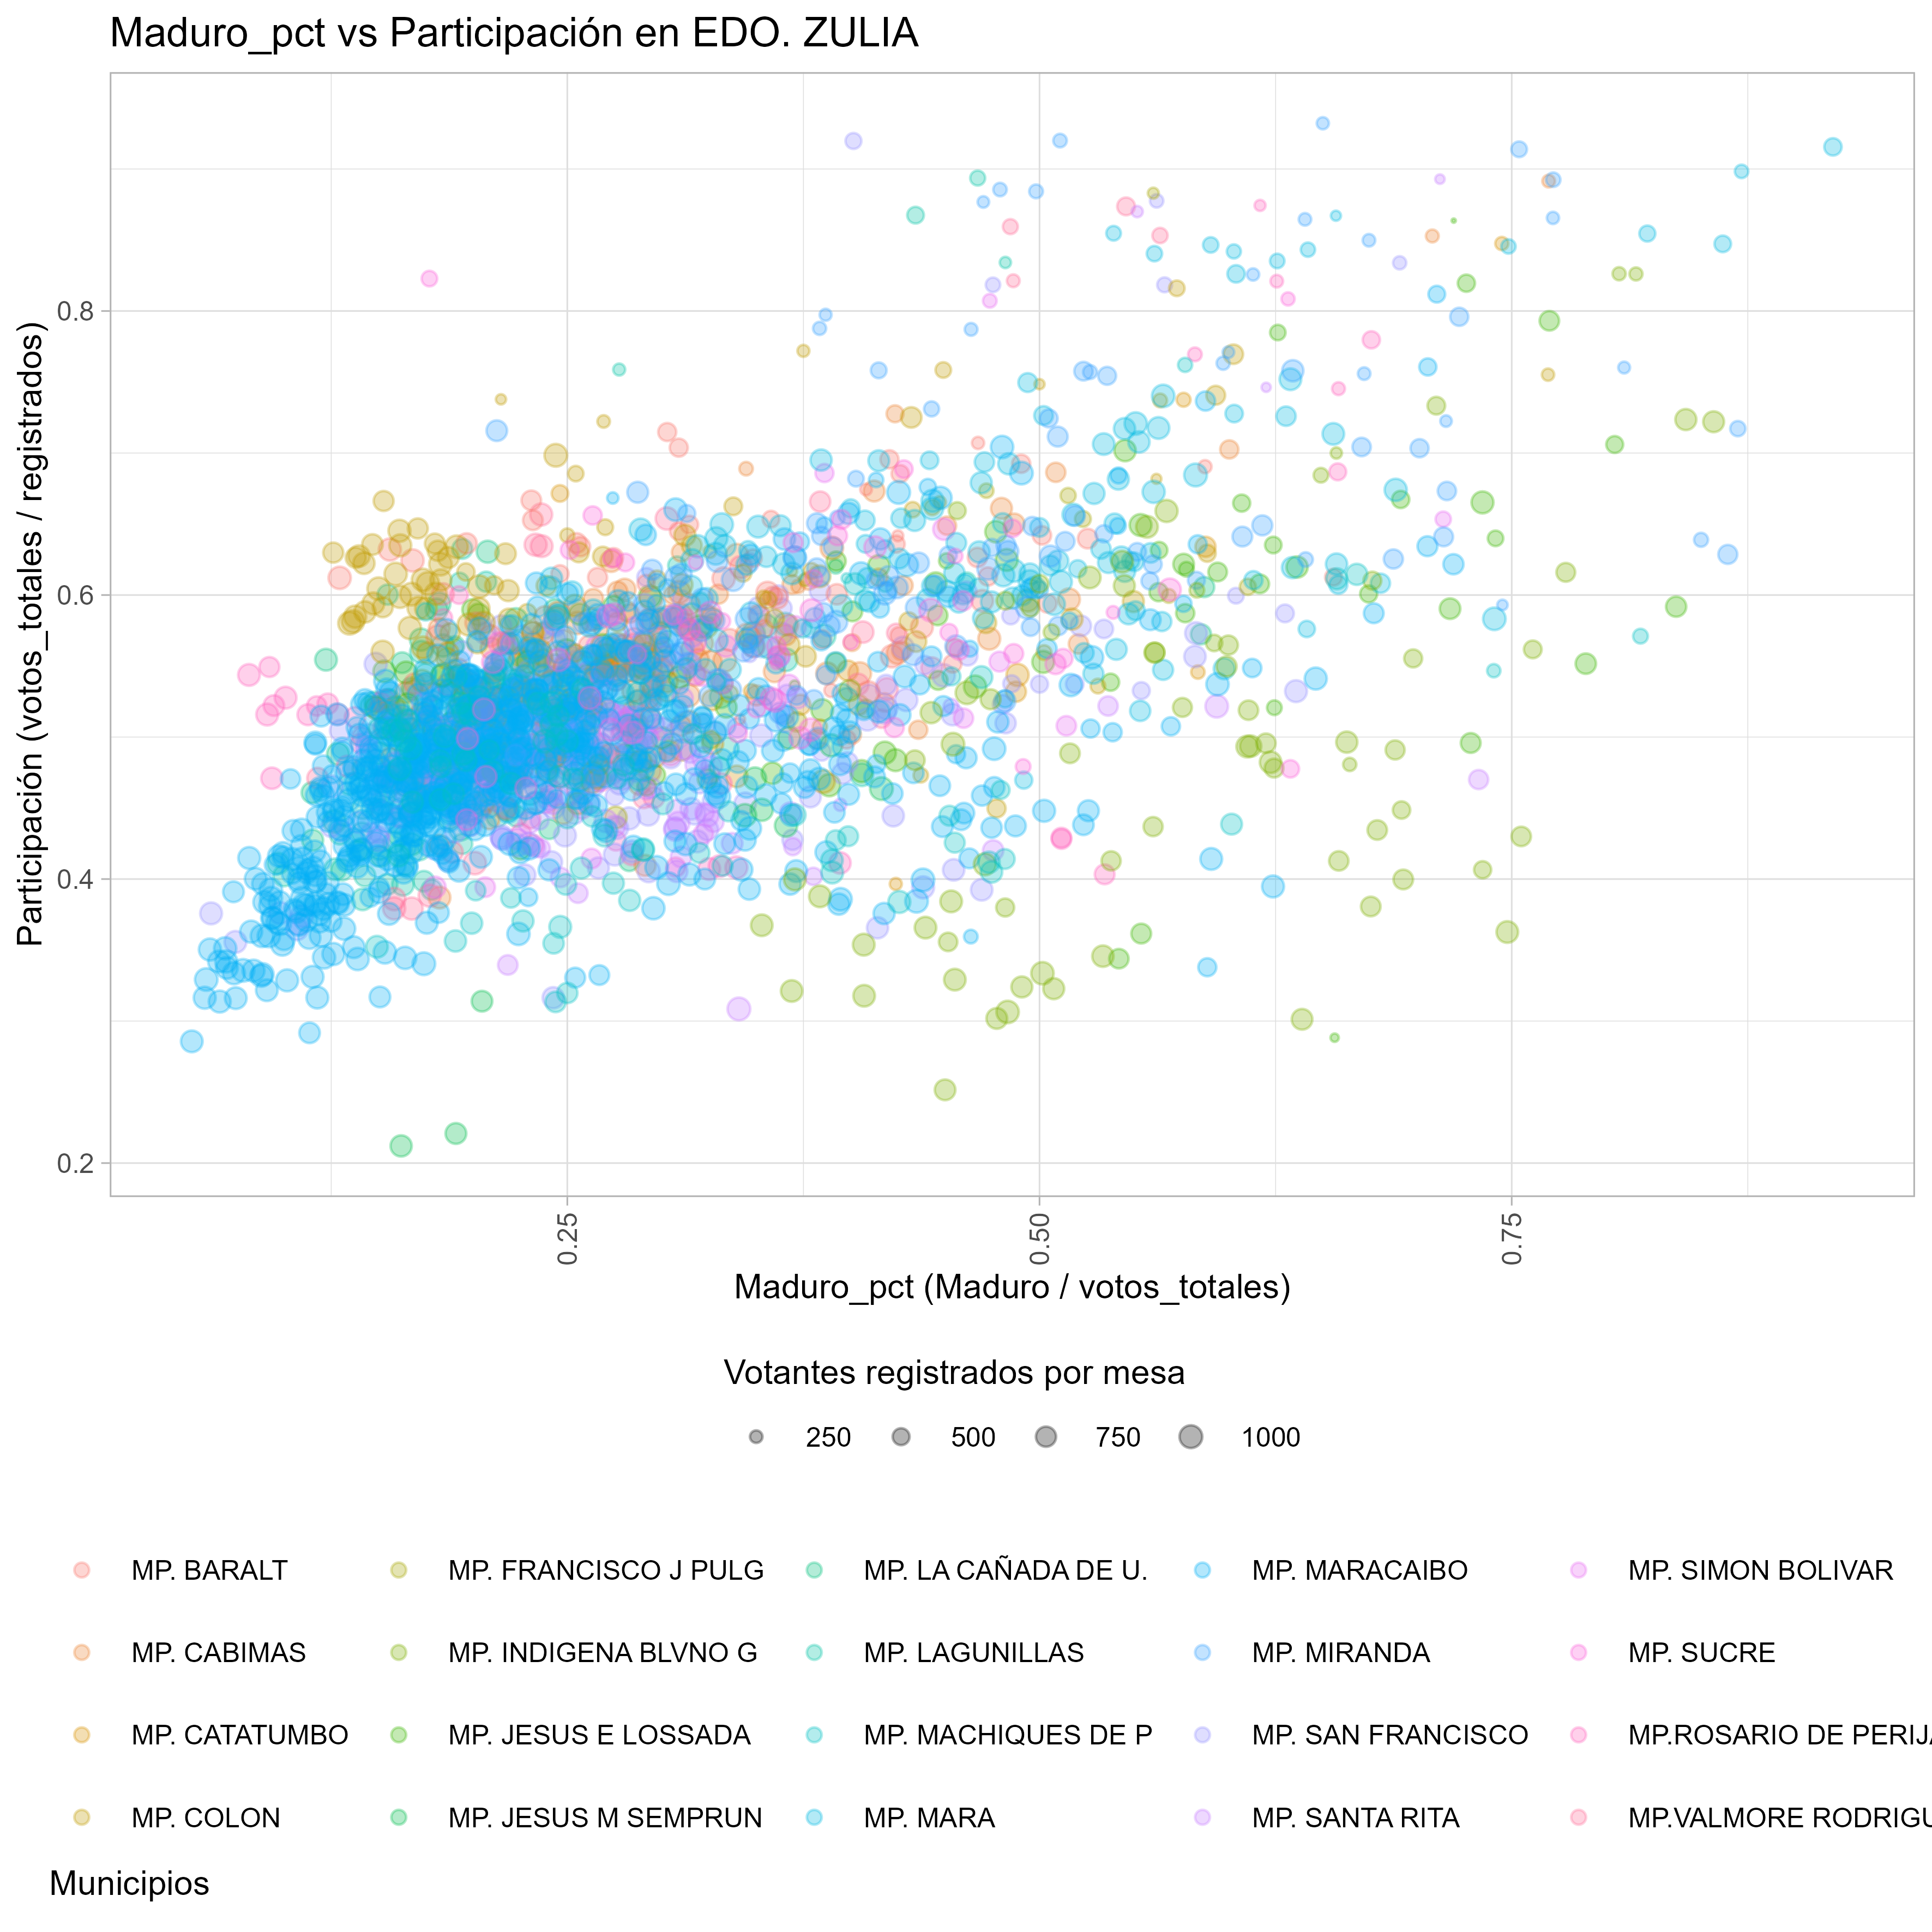 Maduro_pct vs Participación en EDO. ZULIA
Participación (votos_totales / registrados)
0.8
0.6
0.4
0.2
0.25 0.50 0.75
Maduro_pct (Maduro / votos_totales)
Votantes registrados por mesa
250 500 750 1000
MP. BARALT MP. FRANCISCO J PULG MP. LA CAÑADA DE U. MP. MARACAIBO MP. SIMON BOLIVAR
MP. CABIMAS MP. INDIGENA BLVNO G MP. LAGUNILLAS MP. MIRANDA MP. SUCRE
MP. CATATUMBO MP. JESUS E LOSSADA MP. MACHIQUES DE P MP. SAN FRANCISCO MP.ROSARIO DE PERIJ
MP. COLON MP. JESUS M SEMPRUN MP. MARA MP. SANTA RITA MP.VALMORE RODRIGU
Municipios